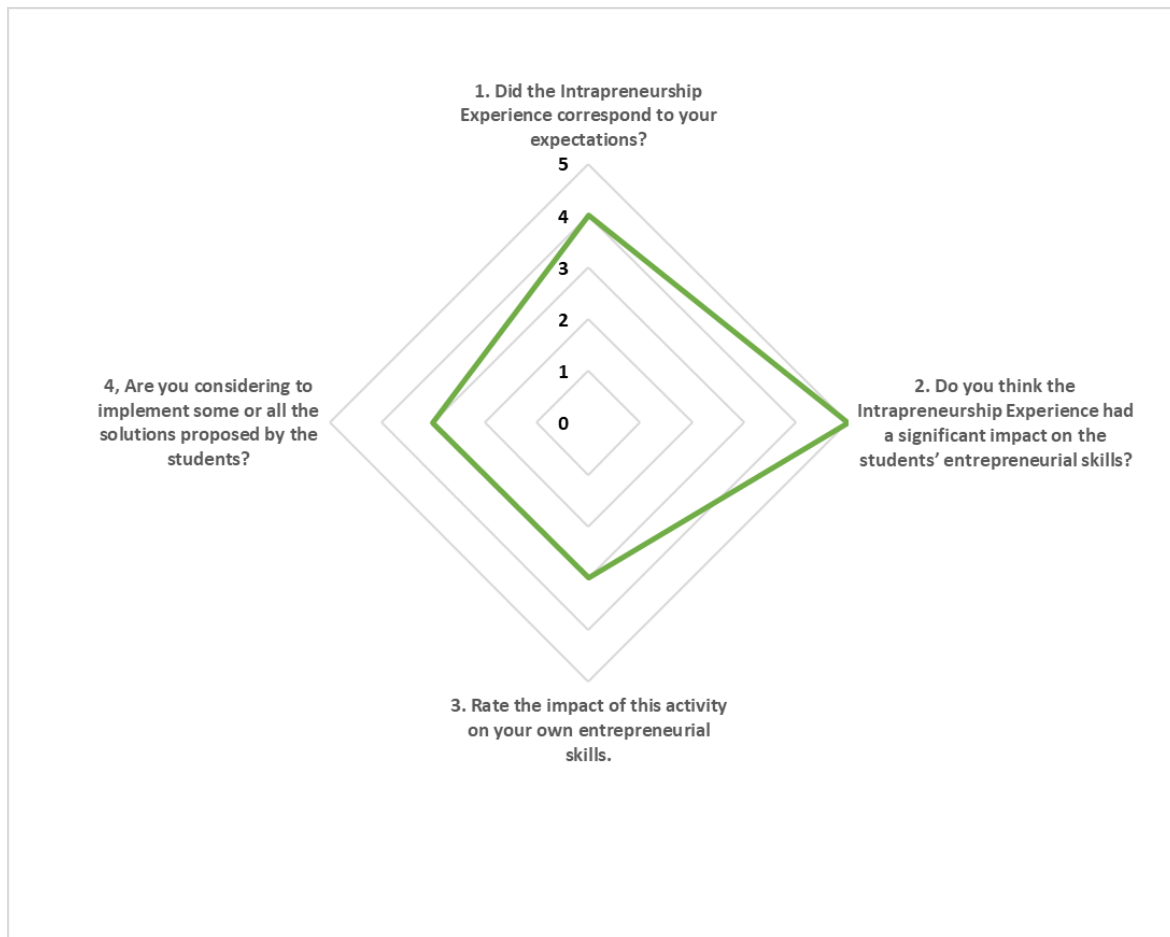 1. Did the Intrapreneurship
Experience correspond to your
expectations?
5
4
3
2
1
0
2. Do you think the
Intrapreneurship Experience had
a significant impact on the
students’ entrepreneurial skills?
3. Rate the impact of this activity
on your own entrepreneurial
skills.
4, Are you considering to
implement some or all the
solutions proposed by the
students?